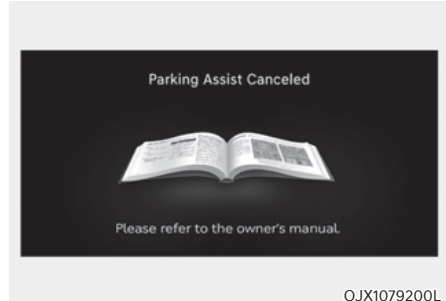 Parking Assist Canceled
Please refer to the owner's manual.
OJX1079200L